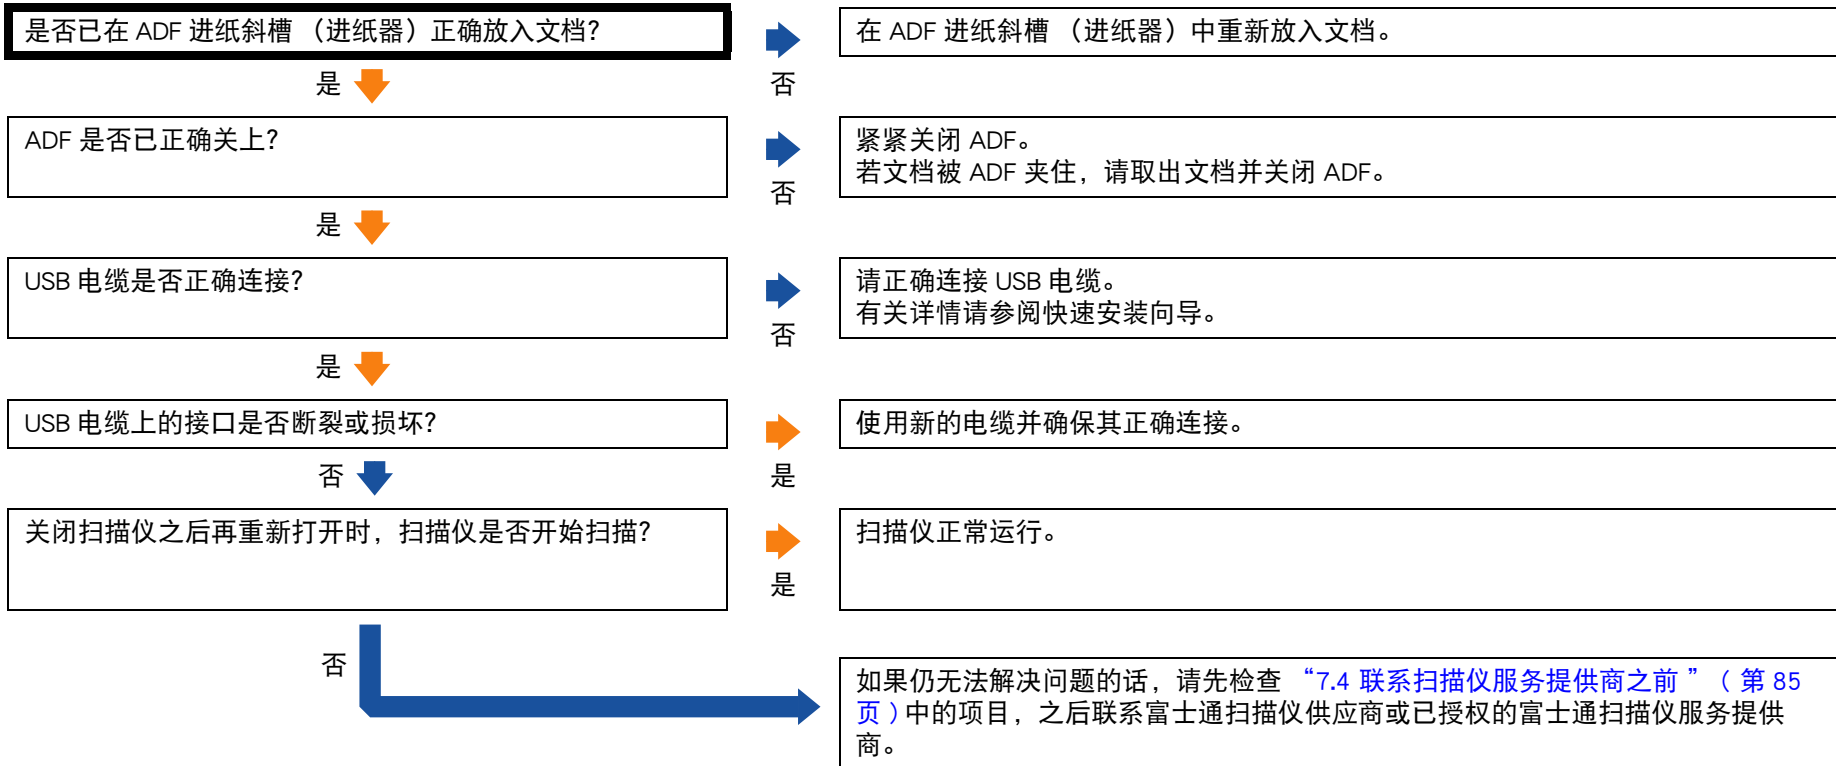 是否已在 ADF 进纸斜槽 （进纸器）正确放入文档？
在 ADF 进纸斜槽 （进纸器）中重新放入文档。
是
否
ADF 是否已正确关上？
紧紧关闭 ADF。
若文档被 ADF 夹住，请取出文档并关闭 ADF。
否
是
USB 电缆是否正确连接？
请正确连接 USB 电缆。
有关详情请参阅快速安装向导。
否
是
USB 电缆上的接口是否断裂或损坏？
使用新的电缆并确保其正确连接。
否
是
关闭扫描仪之后再重新打开时，扫描仪是否开始扫描？
扫描仪正常运行。
是
否
如果仍无法解决问题的话，请先检查 “7.4 联系扫描仪服务提供商之前 ”（ 第 85
页 ）中的项目，之后联系富士通扫描仪供应商或已授权的富士通扫描仪服务提供
商。